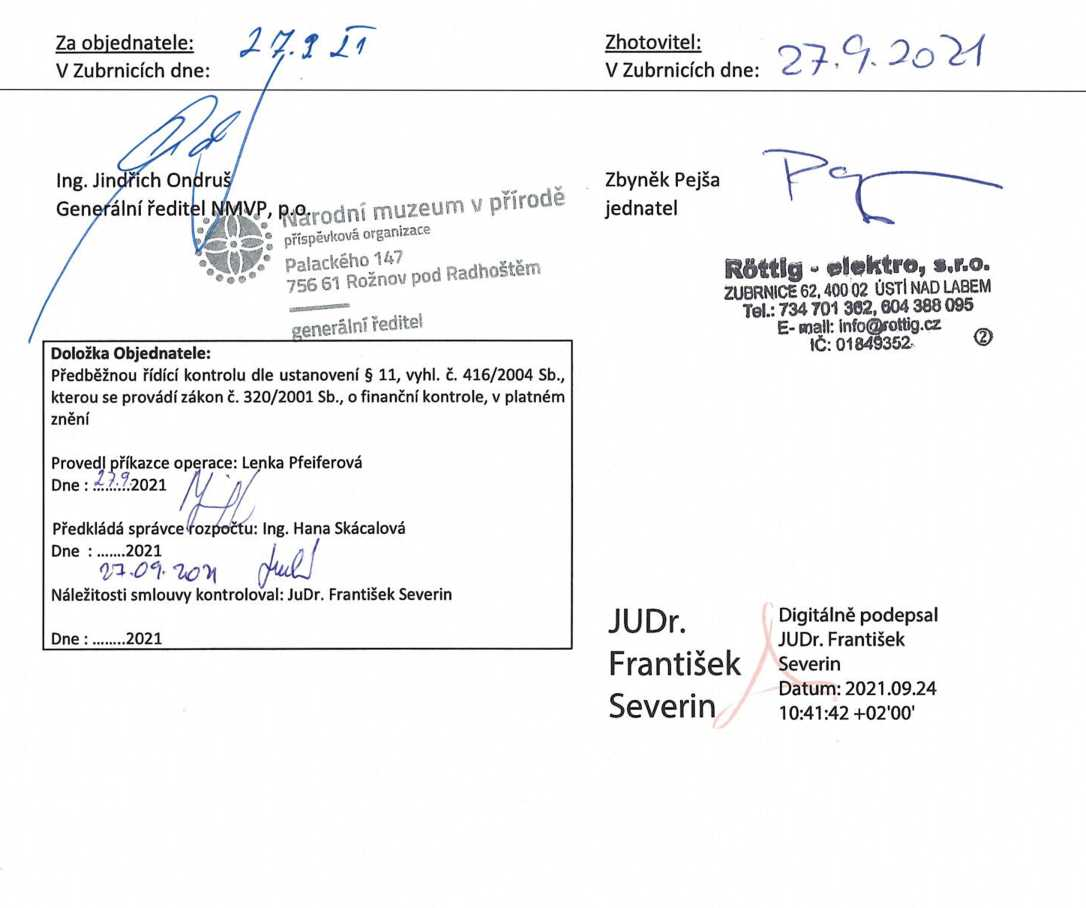 Za objednatele:
V Zubrnicích dne: 27.9 21
Ing. Jindřich Ondruš
Generální ředitel NMVP, p.o.
Národní muzeum v přírodě
příspěvková organizace
Palackého 147
756 61 Rožnov pod Radhoštěm
generální ředitel
Zhotovitel:
V Zubrnicích dne: 27.9.2021
Zbyněk Pejša
jednatel
Röttig - elektro, s.r.o.
ZUBRNICE 62, 400 02 ÚSTÍ NAD LABEM
Tel.: 734 701 362, 604 388 095
E- mail: info@rottig.cz
IČ: 01849352
2
Doložka Objednatele:
Předběžnou řídící kontrolu dle ustanovení § 11, vyhl. č. 416/2004 Sb.,
kterou se provádí zákon č. 320/2001 Sb., o finanční kontrole, v platném
znění
Provedl příkazce operace: Lenka Pfeiferová
Dne : 27.9.2021
Předkládá správce rozpočtu: Ing. Hana Skácalová
Dne : .......2021
27.09.2021
Náležitosti smlouvy kontroloval: JuDr. František Severin
Dne : ........2021
JUDr.
František
Severin
Digitálně podepsal
JUDr. František
Severin
Datum: 2021.09.24
10:41:42 +02'00'